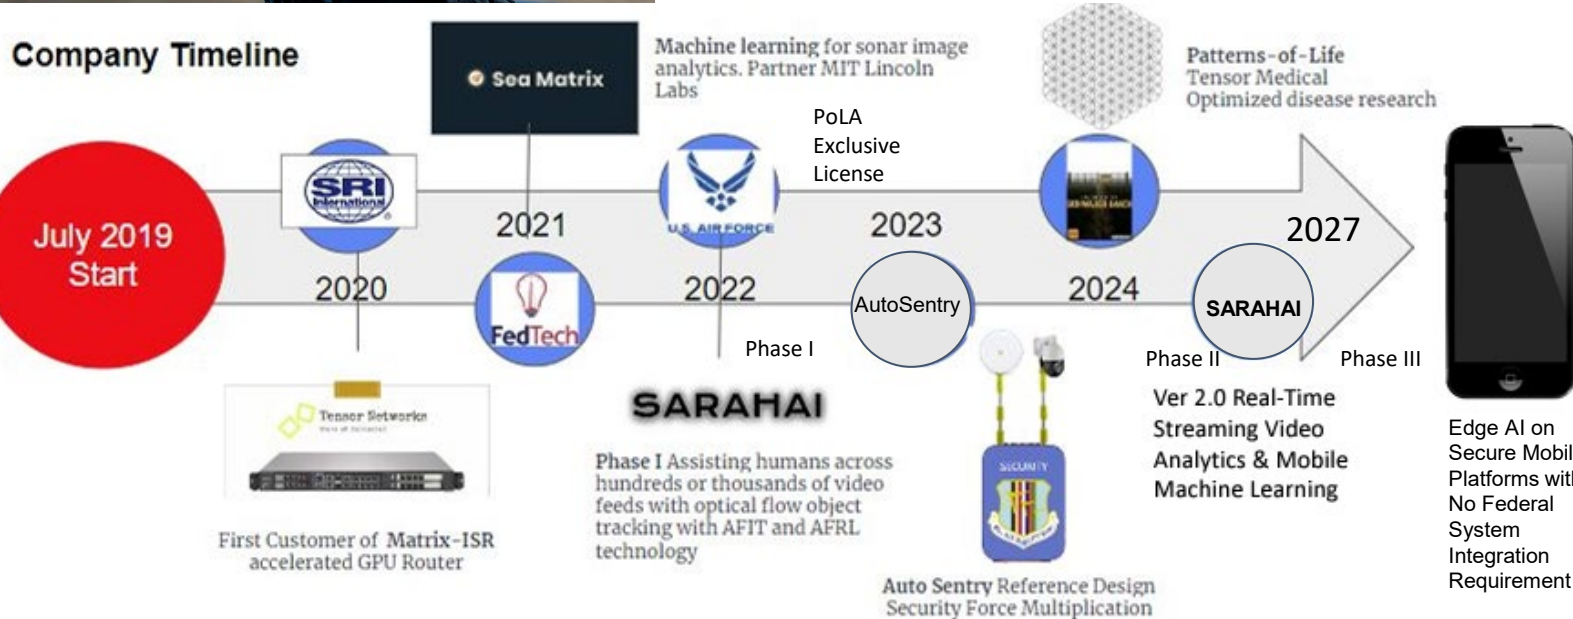 Company Timeline
July 2019
Start
SRI
International
2020
Tensor Networks
First Customer of Matrix-ISR
accelerated GPU Router
Sea Matrix
Machine learning for sonar image
analytics. Partner MIT Lincoln
Labs
2021
FedTech
U.S. AIR FORCE
2022
Phase I
SARAHAI
Phase I Assisting humans across
hundreds or thousands of video
feeds with optical flow object
tracking with AFIT and AFRL
technology
PoLA
Exclusive
License
2023
AutoSentry
SECURITY
Auto Sentry Reference Design
Security Force Multiplication
Patterns-of-Life
Tensor Medical
Optimized disease research
2024
SARAHAI
Phase II
Ver 2.0 Real-Time
Streaming Video
Analytics & Mobile
Machine Learning
2027
Phase III
Edge AI on
Secure Mobil
Platforms wit
No Federal
System
Integration
Requirement